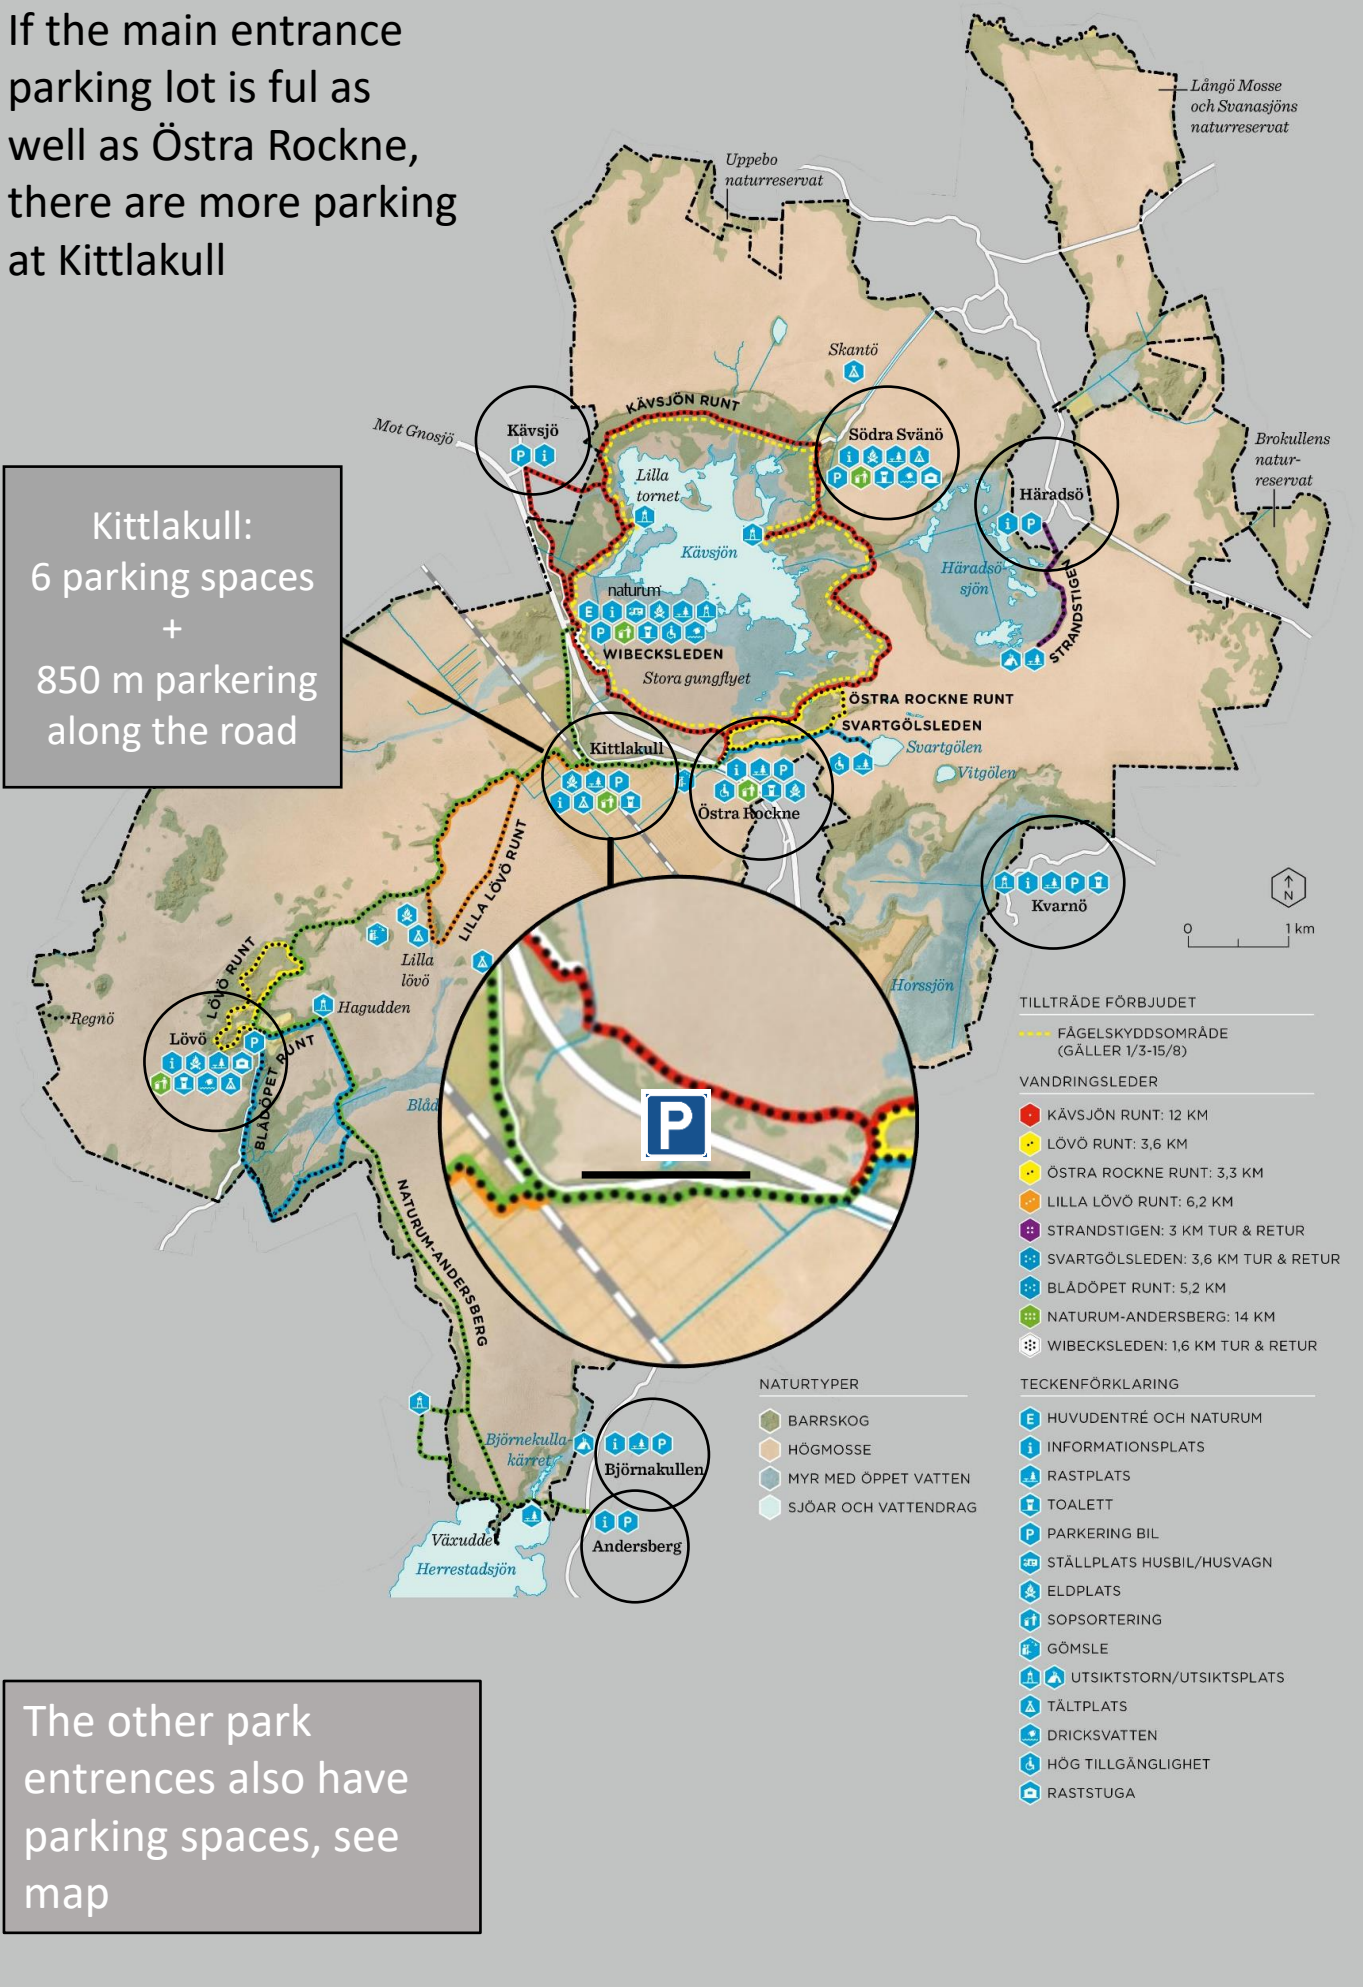 If the main entrance
parking lot is ful as
well as Östra Rockne,
there are more parking
at Kittlakull
Långö Mosse
och Svanasjöns
naturreservat
Uppebo
naturreservat
Skantö
KÄVSJÖN RUNT
Mot Gnosjö
Kävsjö
P i
Södra Svänö
Brokullens
natur-
reservat
Lilla
tornet
Häradsö
Kävsjön
Häradsö-
sjön
STRANDSTIGEN
Kittlakull:
6 parking spaces
+
850 m parkering
along the road
naturum
WIBECKSLEDEN
Stora gungflyet
ÖSTRA ROCKNE RUNT
SVARTGÖLSLEDEN
Svartgölen
Vitgölen
Kittlakull
Östra Rockne
Kvarnö
N
0 1 km
LILLA LÖVÖ RUNT
Lilla
lövö
LÖVÖ RUNT
Hagudden
Regnö
Lövö
BLÅDÖPET RUNT
Blåd
Horssjön
P
NATURUM-ANDERSBERG
TILLTRÄDE FÖRBJUDET
FÅGELSKYDDSOMRÅDE
(GÄLLER 1/3-15/8)
VANDRINGSLEDER
KÄVSJÖN RUNT: 12 KM
LÖVÖ RUNT: 3,6 KM
ÖSTRA ROCKNE RUNT: 3,3 KM
LILLA LÖVÖ RUNT: 6,2 KM
STRANDSTIGEN: 3 KM TUR & RETUR
SVARTGÖLSLEDEN: 3,6 KM TUR & RETUR
BLÅDÖPET RUNT: 5,2 KM
NATURUM-ANDERSBERG: 14 KM
WIBECKSLEDEN: 1,6 KM TUR & RETUR
NATURTYPER
BARRSKOG
HÖGMOSSE
MYR MED ÖPPET VATTEN
SJÖAR OCH VATTENDRAG
TECKENFÖRKLARING
E HUVUDENTRÉ OCH NATURUM
i INFORMATIONSPLATS
RASTPLATS
TOALETT
P PARKERING BIL
STÄLLPLATS HUSBIL/HUSVAGN
ELDPLATS
SOPSORTERING
GÖMSLE
UTSIKTSTORN/UTSIKTSPLATS
TÄLTPLATS
DRICKSVATTEN
HÖG TILLGÄNGLIGHET
RASTSTUGA
Björnekulla-
kärret
Björnakullen
Andersberg
Växudde
Herrestadsjön
The other park
entrences also have
parking spaces, see
map